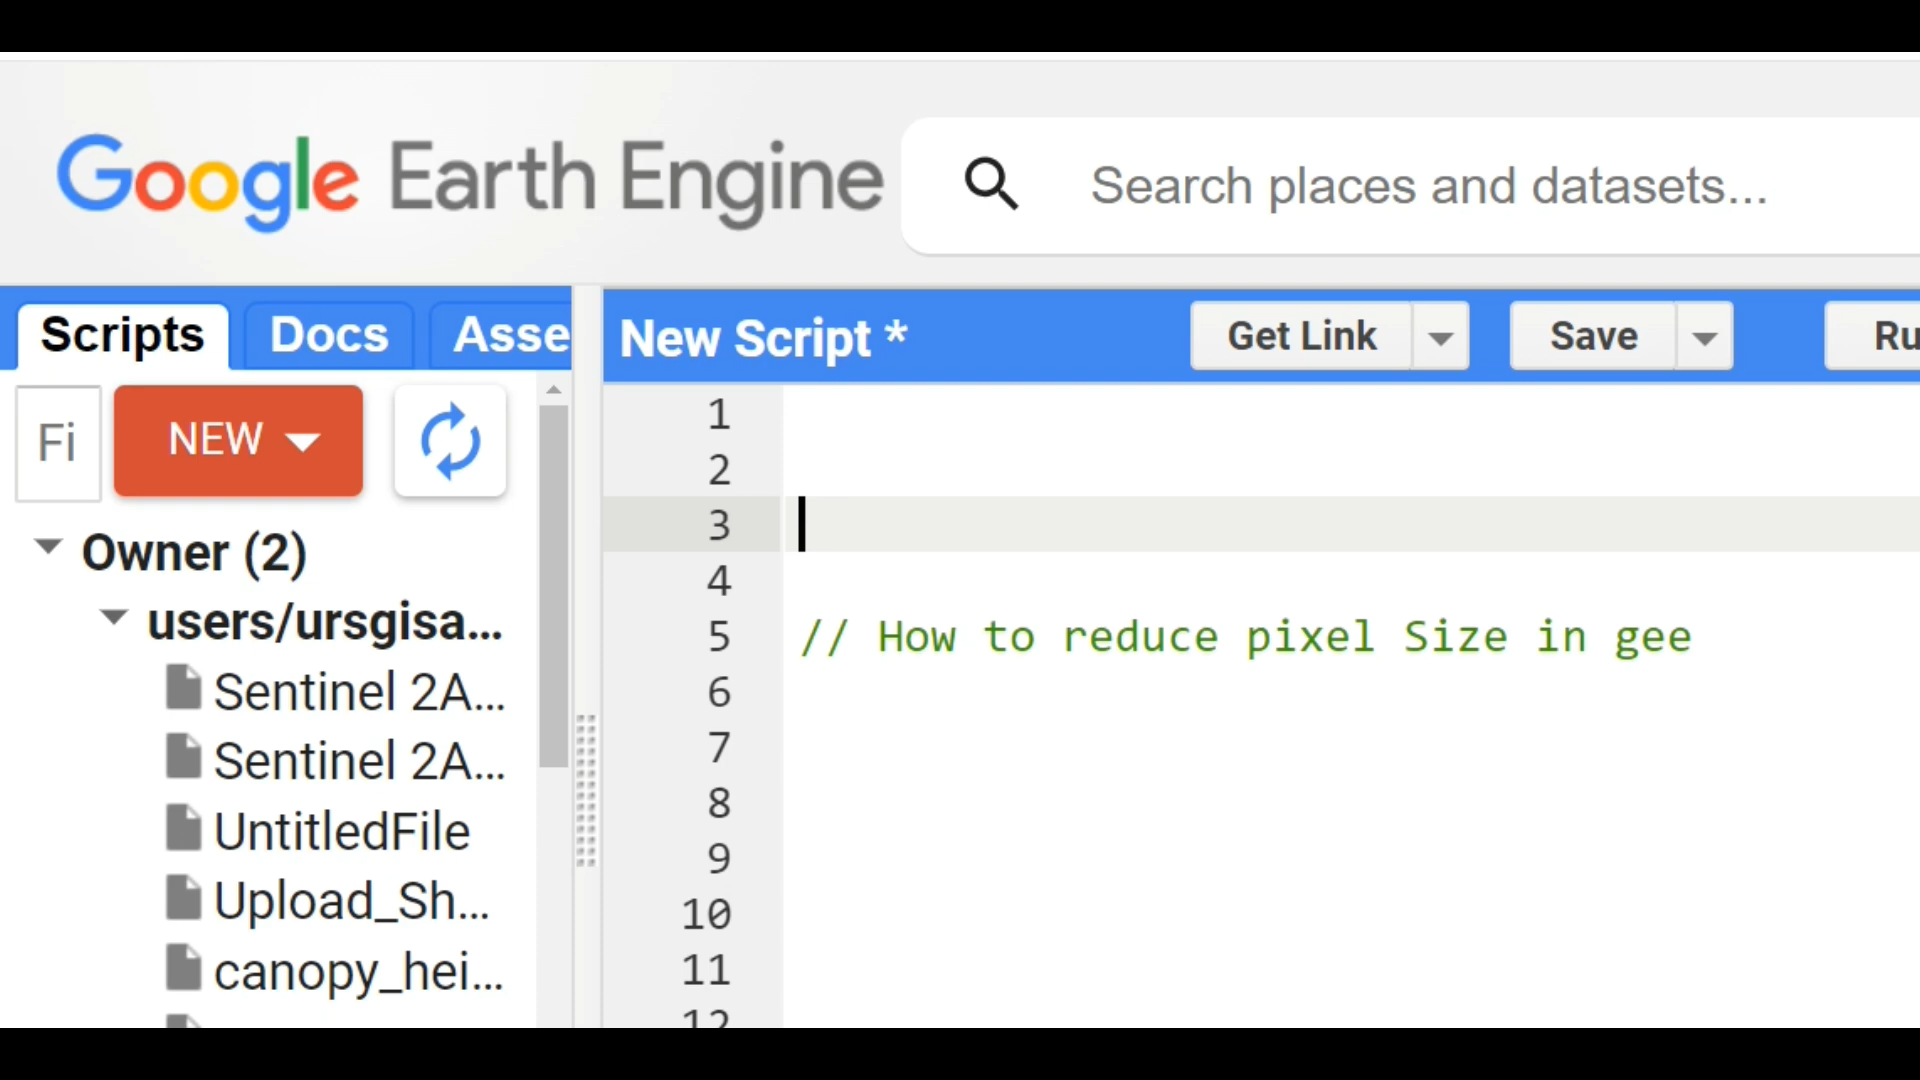 Google Earth Engine
Search places and datasets...
Scripts Docs Asse
New Script *
Get Link
Save
Ru
Fi
NEW
Owner (2)
users/ursgisa...
Sentinel 2A...
Sentinel 2A...
UntitledFile
Upload_Sh...
canopy_hei...
1
2
3
4
5 // How to reduce pixel Size in gee
6
7
8
9
10
11
12